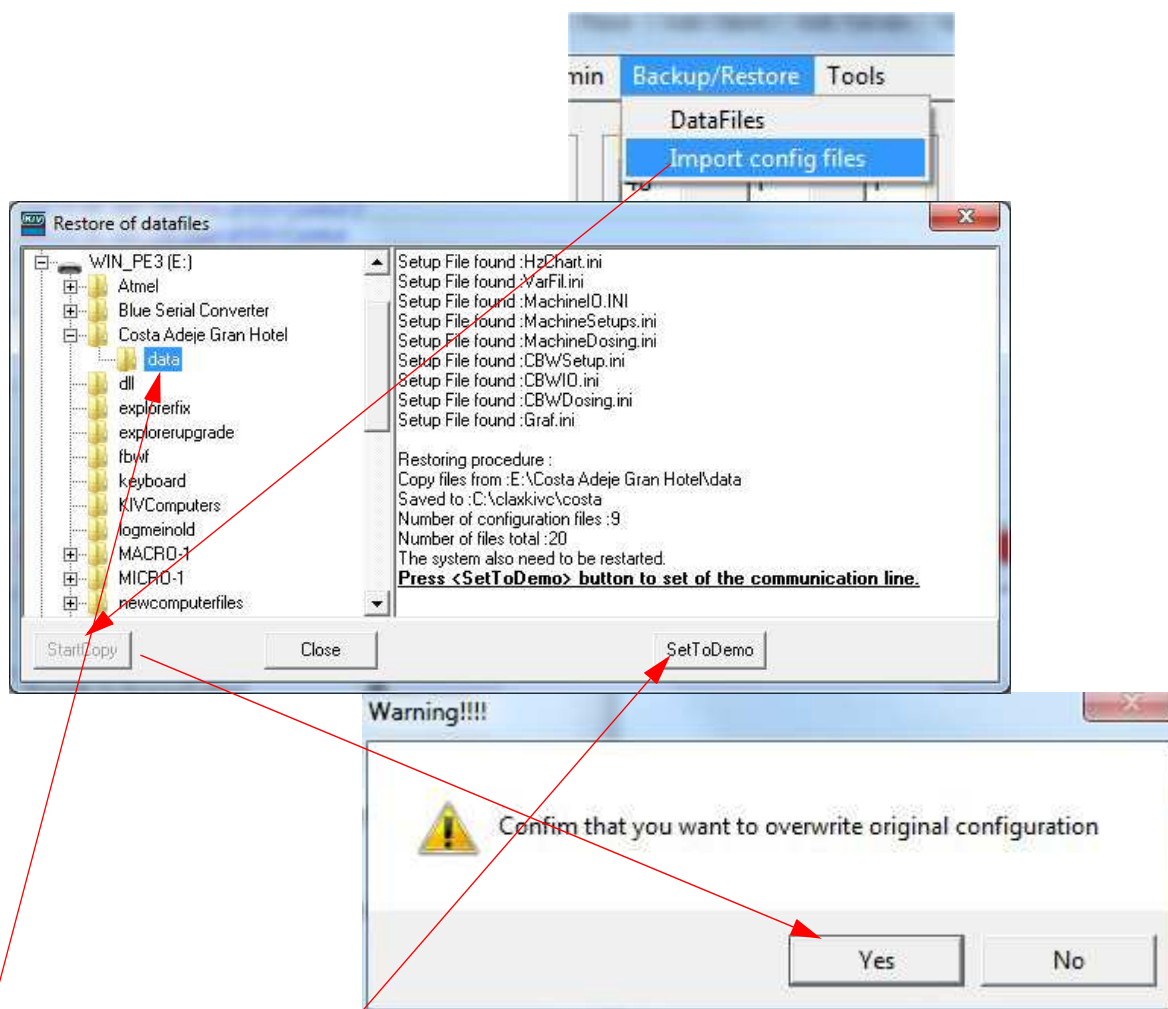 Backup/Restore Tools
DataFiles
Import config files
KIV Restore of datafiles
WIN_PE3 (E:)
Atmel
Blue Serial Converter
Costa Adeje Gran Hotel
data
dll
explorerfix
explorerupgrade
fbwf
keyboard
KIVComputers
logmeinold
MACRO-1
MICRO-1
newcomputerfiles
Setup File found :HzChart.ini
Setup File found :VarFil.ini
Setup File found :MachineIO.INI
Setup File found :MachineSetups.ini
Setup File found :MachineDosing.ini
Setup File found :CBWSetup.ini
Setup File found :CBWIO.ini
Setup File found :CBWDosing.ini
Setup File found :Graf.ini
Restoring procedure :
Copy files from :E:\Costa Adeje Gran Hotel\data
Saved to :C:\claxkivc\costa
Number of configuration files :9
Number of files total :20
The system also need to be restarted.
Press <SetToDemo> button to set of the communication line.
StartCopy Close SetToDemo
Warning!!!!
Confim that you want to overwrite original configuration
Yes No